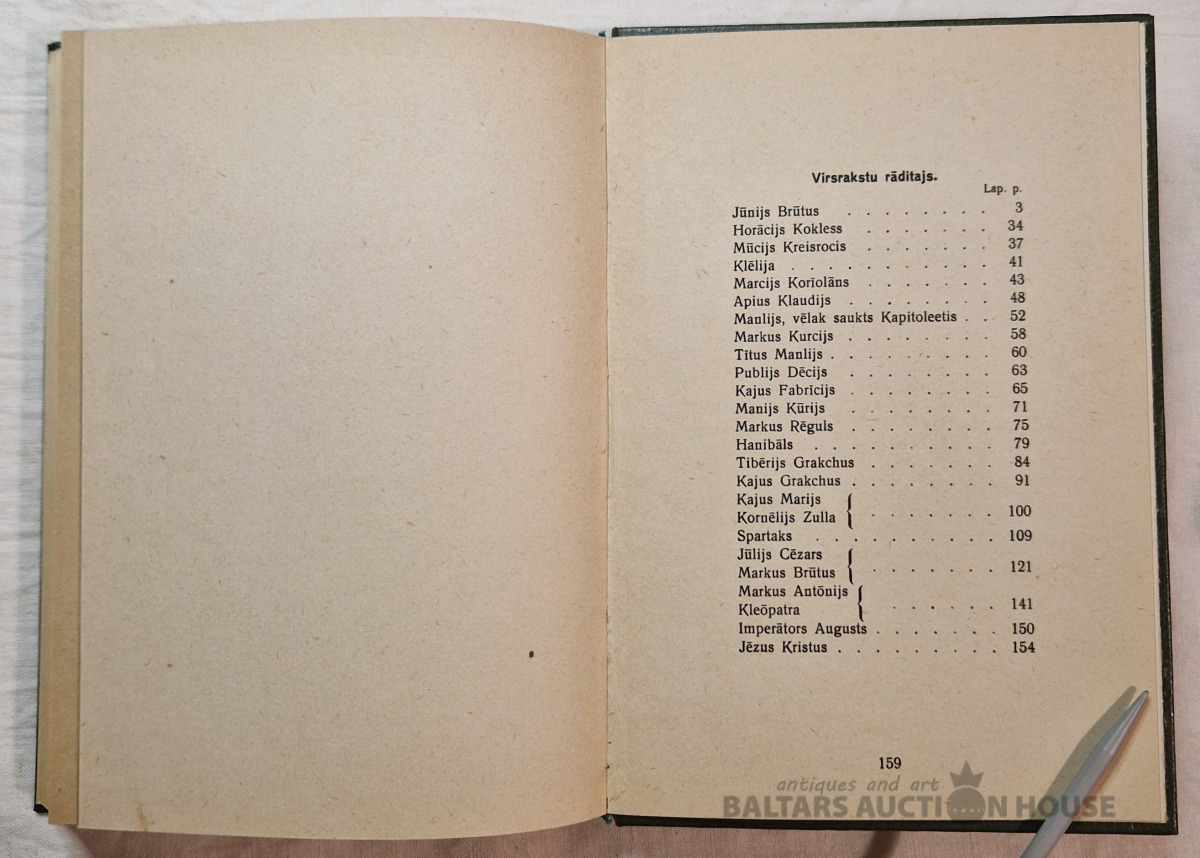 Virsrakstu rāditajs.
Lap. p.
Jūnijs Brūtus . . . . . . . . 3
Horācijs Kokless . . . . . . . 34
Mūcijs Kreisrocis . . . . . . . 37
Klēlija . . . . . . . . . . . 41
Marcijs Koriolāns . . . . . . . 43
Apius Klaudijs . . . . . . . . 48
Manlijs, vēlak saukts Kapitoleetis . . 52
Markus Kurcijs . . . . . . . . 58
Titus Manlijs . . . . . . . . . 60
Publijs Dēcijs . . . . . . . . 63
Kajus Fabrīcijs . . . . . . . . 65
Manijs Kūrijs . . . . . . . . 71
Markus Rēguls . . . . . . . . 75
Hanibāls . . . . . . . . . . 79
Tibērijs Grakchus . . . . . . . 84
Kajus Grakchus . . . . . . . . 91
Kajus Marijs
Kornēlijs Zulla } . . . . . . . 100
Spartaks . . . . . . . . . . 109
Jūlijs Cēzars
Markus Brūtus } . . . . . . . 121
Markus Antōnijs
Kleōpatra } . . . . . . 141
Imperātors Augusts . . . . . . . 150
Jēzus Kristus . . . . . . . . . 154
159
antiques and art
BALTARS AUCTION HOUSE